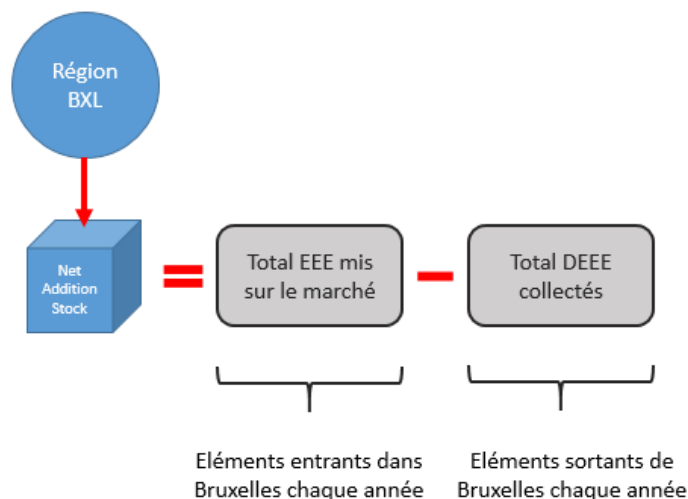 Région
BXL
Net
Addition
Stock
=
Total EEE mis
sur le marché
-
Total DEEE
collectés
Eléments entrants dans
Bruxelles chaque année
Eléments sortants de
Bruxelles chaque année